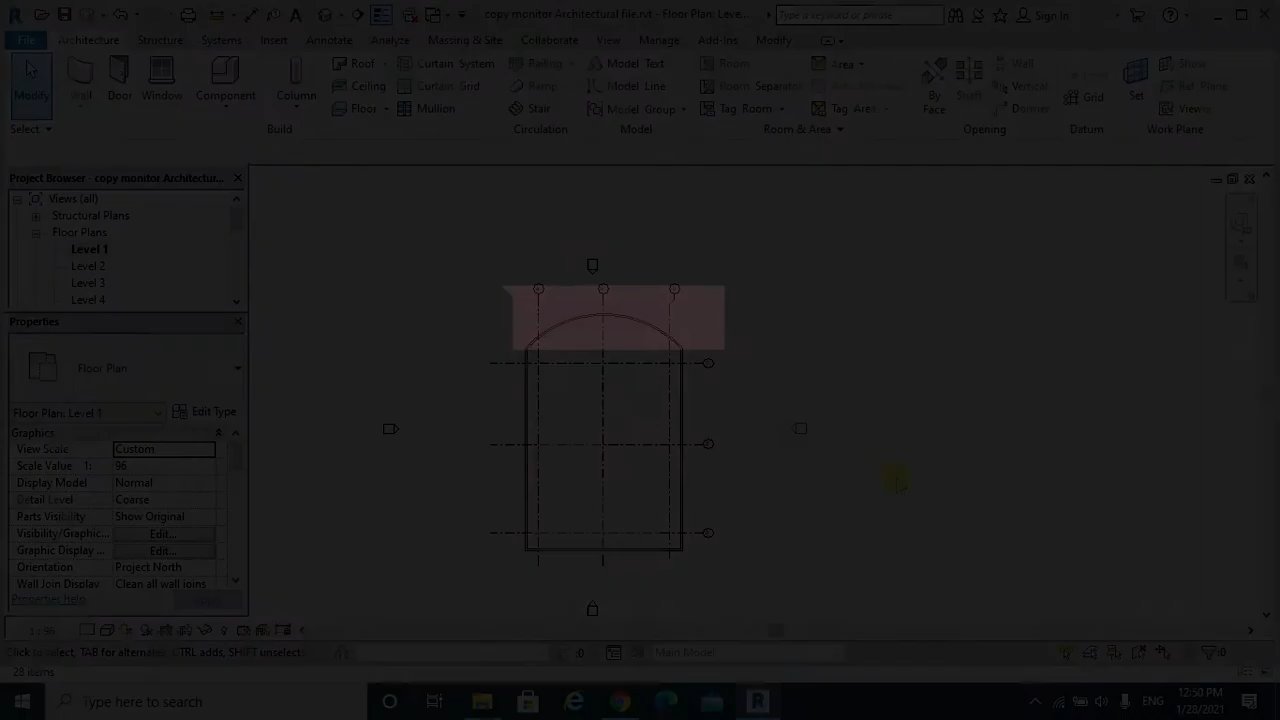 copy monitor Architectural file.rvt - Floor Plan: Leve...
Type a keyword or phrase
Sign In
File Architecture Structure Systems Insert Annotate Analyze Massing & Site Collaborate View Manage Add-Ins Modify
Modify
Wall
Door
Window
Component
Column
Roof
Ceiling
Floor
Curtain System
Curtain Grid
Mullion
Railing
Ramp
Stair
Model Text
Model Line
Model Group
Room
Room Separator
Tag Room
Area
Tag Area
By Face
Shaft
Wall
Vertical
Dormer
Grid
Set
Show
Ref Plane
Viewer
Select
Build
Circulation
Model
Room & Area
Opening
Datum
Work Plane
Project Browser - copy monitor Architectur...
Views (all)
Structural Plans
Floor Plans
Level 1
Level 2
Level 3
Level 4
Properties
Floor Plan
Floor Plan: Level 1
Edit Type
Graphics
View Scale Custom
Scale Value 1: 96
Display Model Normal
Detail Level Coarse
Parts Visibility Show Original
Visibility/Graphic... Edit...
Graphic Display ... Edit...
Orientation Project North
Wall Join Display Clean all wall joins
Properties help
1 : 96
Click to select, TAB for alternate CTRL adds, SHIFT unselect
:0
Main Model
:0
28 items
Type here to search
ENG
12:50 PM
1/28/2021